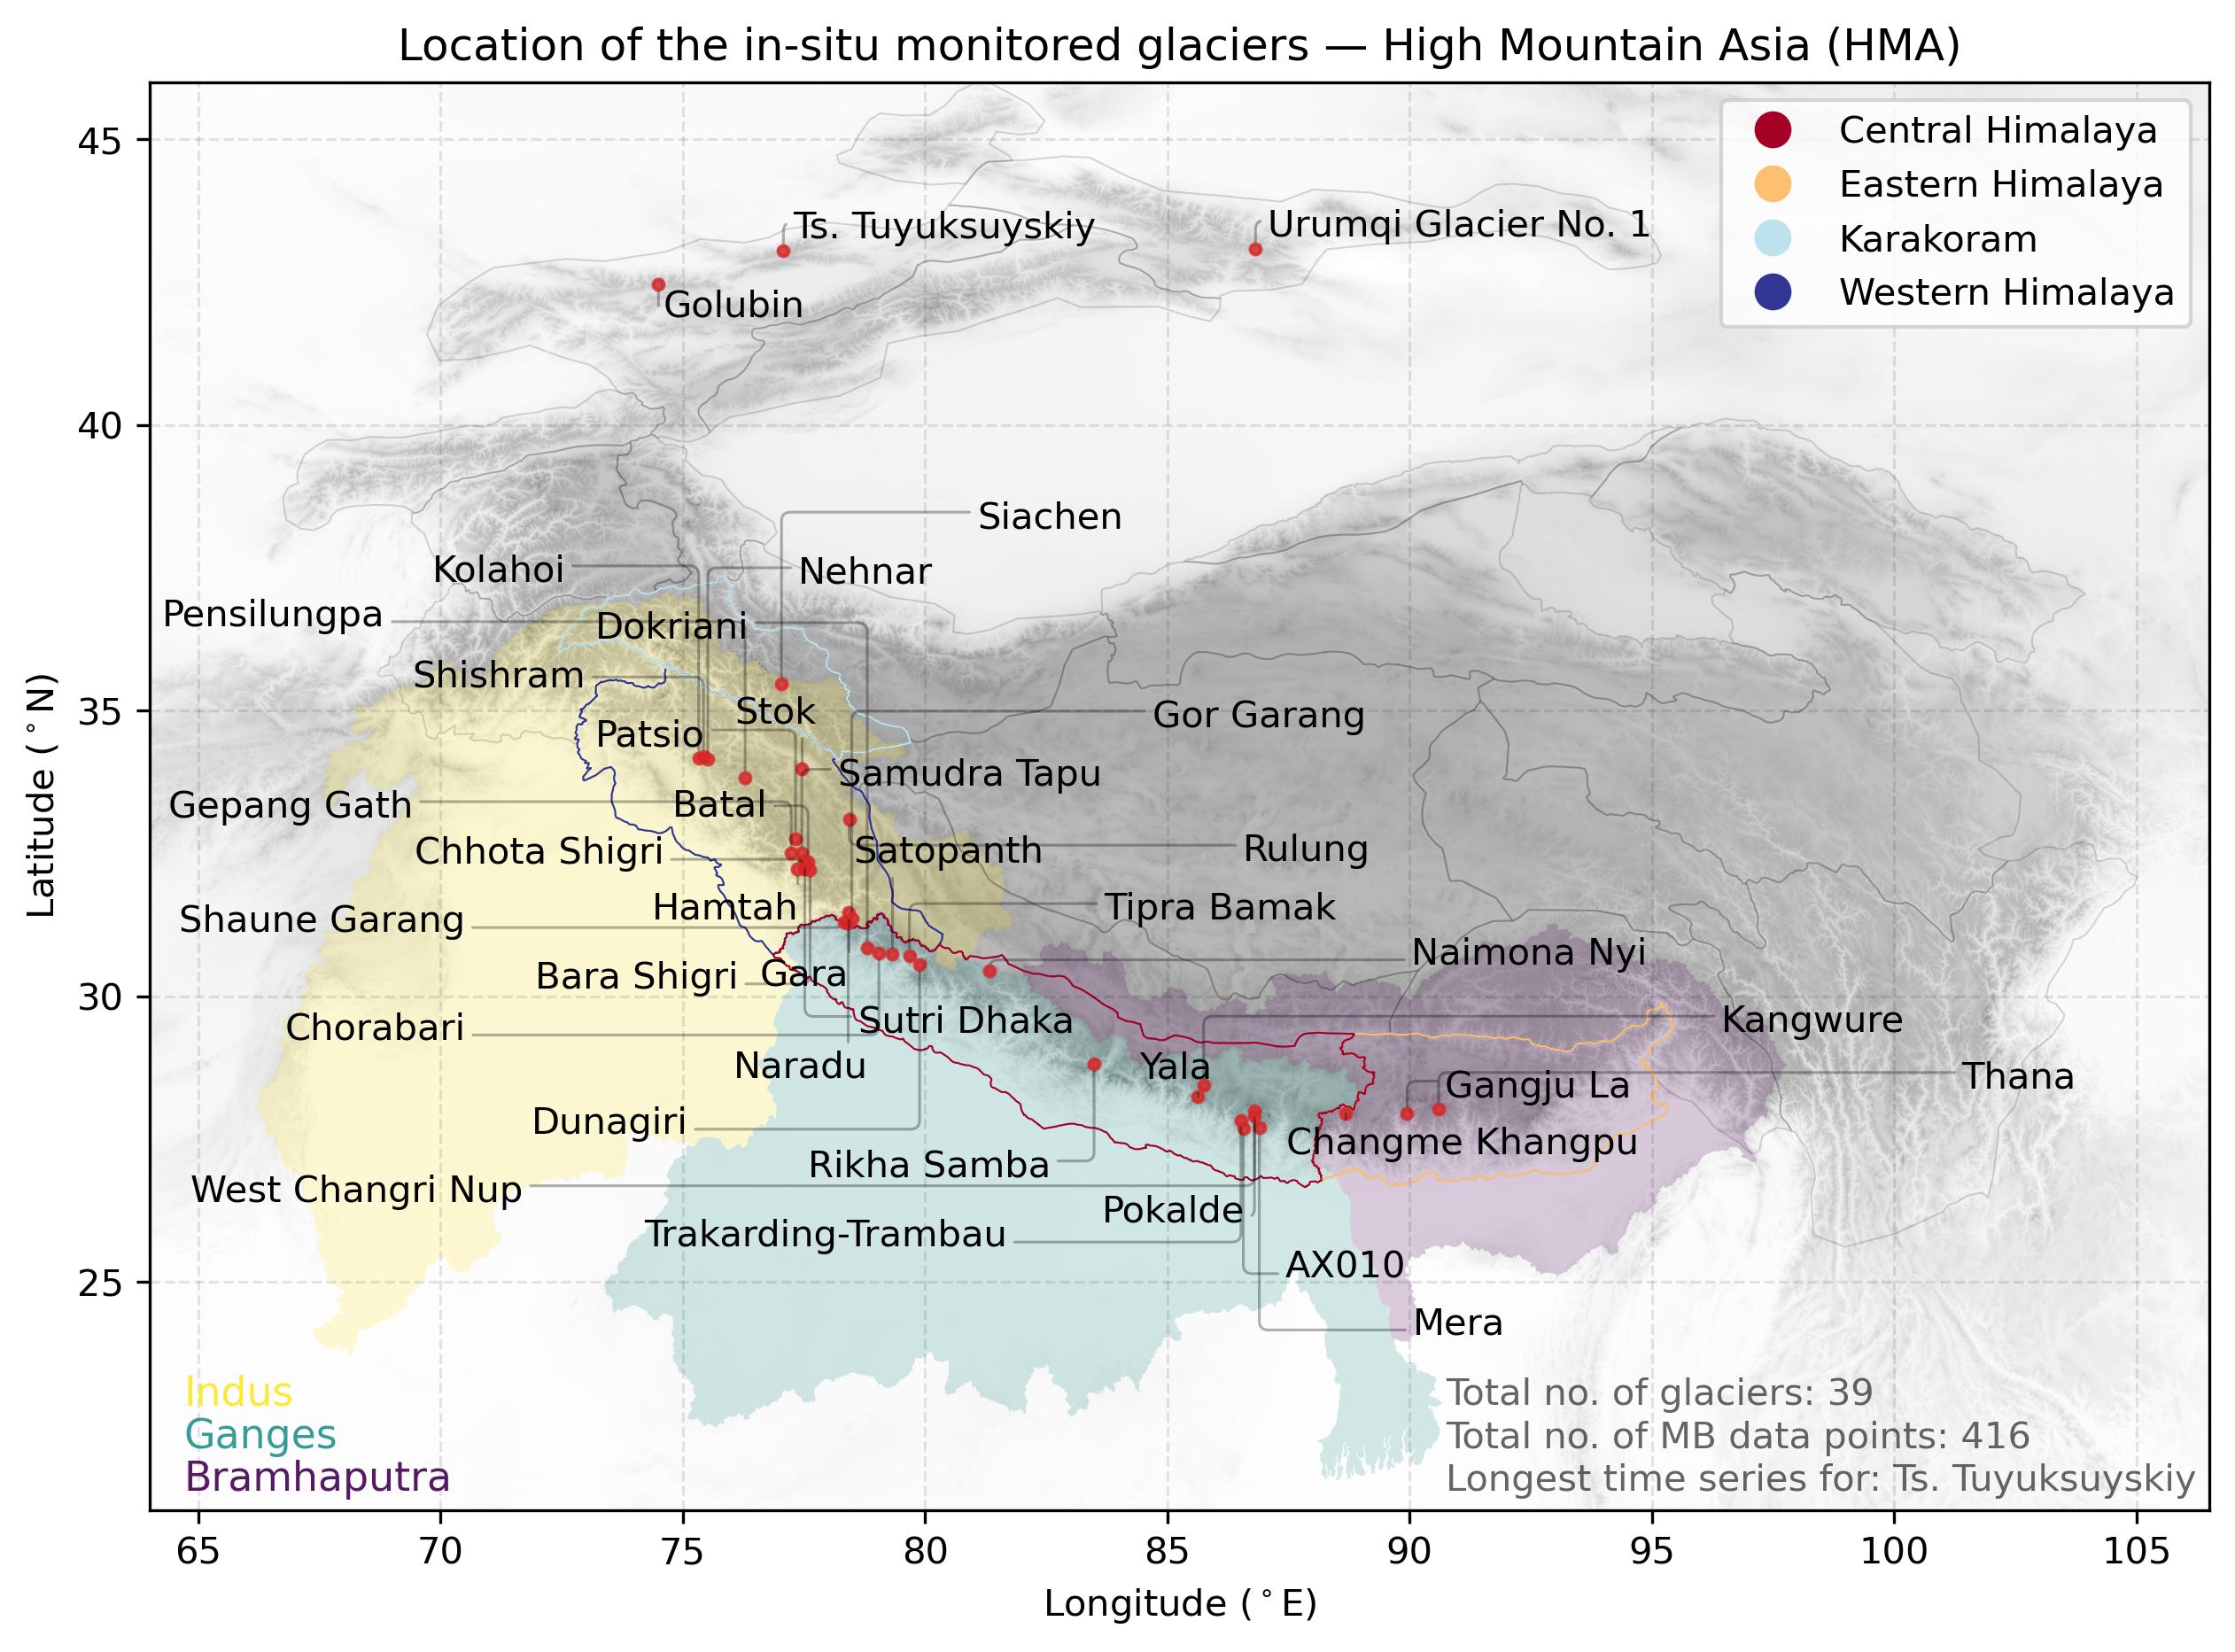 Location of the in-situ monitored glaciers — High Mountain Asia (HMA)
Central Himalaya
Eastern Himalaya
Karakoram
Western Himalaya
45
40
35
30
25
Latitude (°N)
Ts. Tuyuksuyskiy
Urumqi Glacier No. 1
Golubin
Siachen
Kolahoi
Nehnar
Pensilungpa
Dokriani
Shishram
Stok
Gor Garang
Patsio
Samudra Tapu
Gepang Gath
Batal
Chhota Shigri
Satopanth
Rulung
Hamtah
Tipra Bamak
Shaune Garang
Naimona Nyi
Bara Shigri
Gara
Sutri Dhaka
Kangwure
Chorabari
Naradu
Yala
Gangju La
Thana
Dunagiri
Changme Khangpu
Rikha Samba
West Changri Nup
Pokalde
Trakarding-Trambau
AX010
Mera
Indus
Ganges
Bramhaputra
Total no. of glaciers: 39
Total no. of MB data points: 416
Longest time series for: Ts. Tuyuksuyskiy
65 70 75 80 85 90 95 100 105
Longitude (°E)